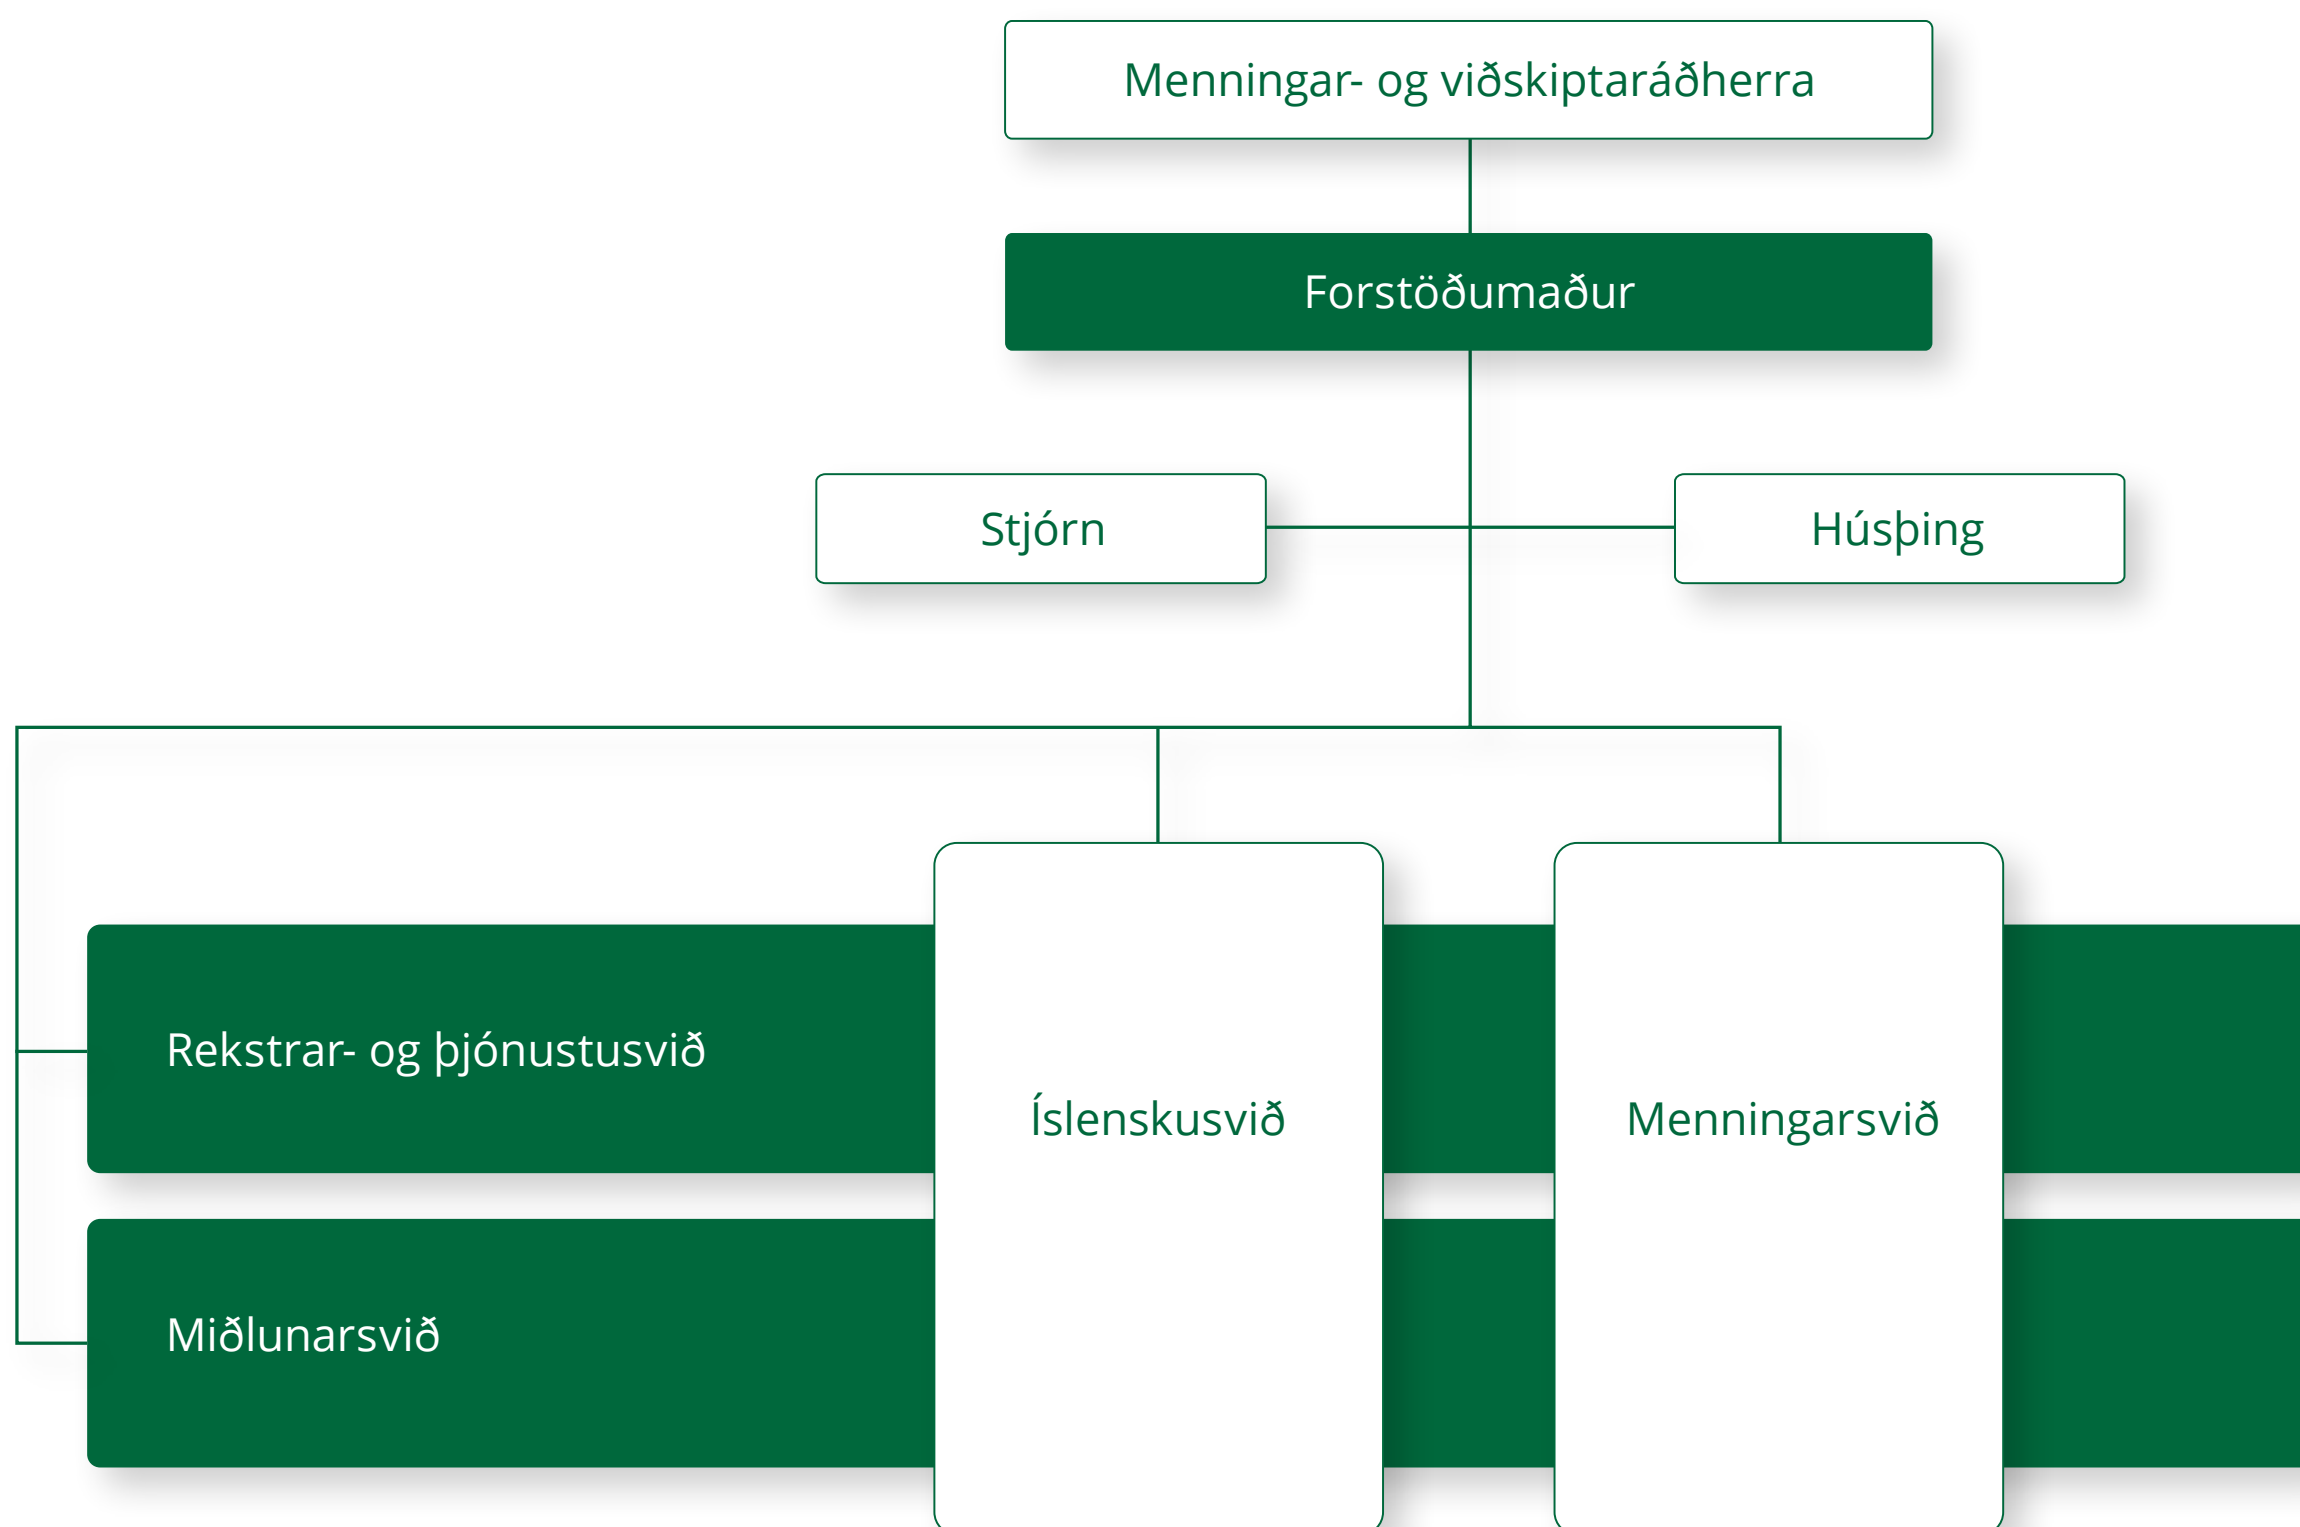 Menningar- og viðskiptaráðherra
Forstöðumaður
Stjórn
Húsþing
Rekstrar- og þjónustusvið
Íslenskusvið
Menningarsvið
Miðlunarsvið